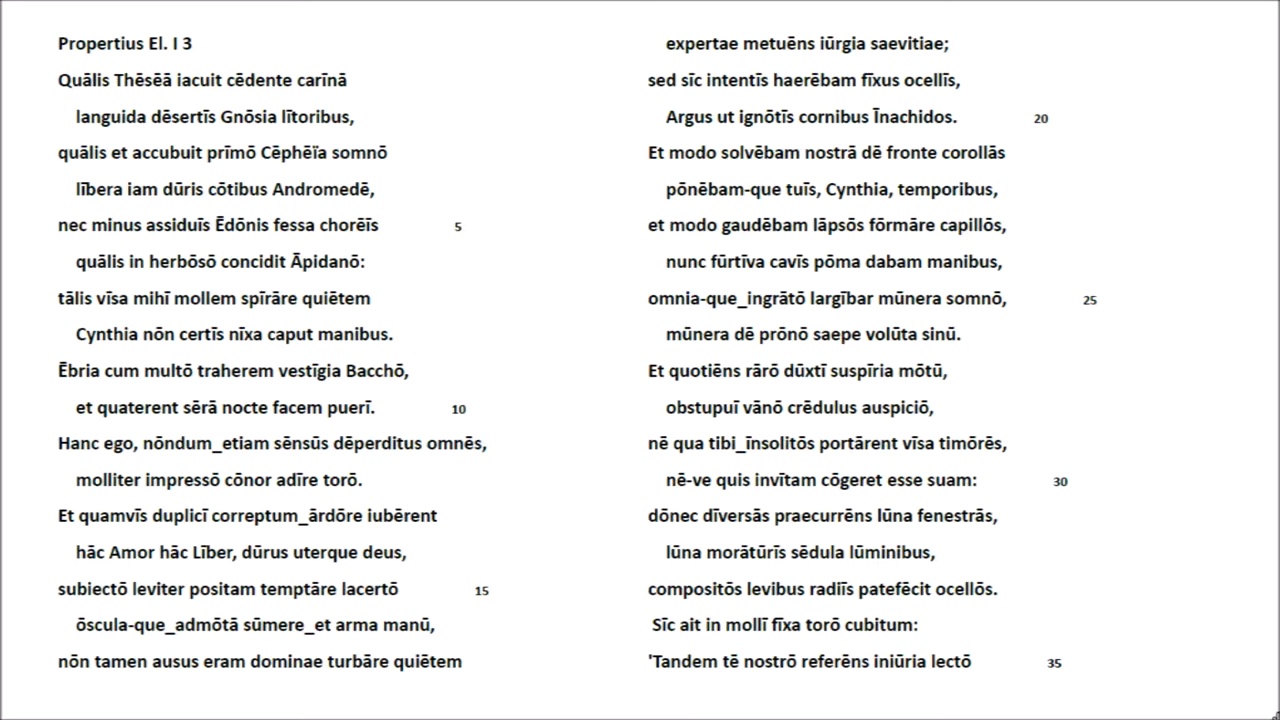 Propertius El. I 3
Quālis Thēsēā iacuit cēdente carīnā
languida dēsertīs Gnōsia lītoribus,
quālis et accubuit prīmō Cēphēïa somnō
lībera iam dūris cōtibus Andromedē,
nec minus assiduīs Ēdōnis fessa chorēīs 5
quālis in herbōsō concidit Āpidanō:
tālis vīsa mihī mollem spīrāre quiētem
Cynthia nōn certīs nīxa caput manibus.
Ēbria cum multō traherem vestīgia Bacchō,
et quaterent sērā nocte facem puerī. 10
Hanc ego, nōndum_etiam sēnsūs dēperditus omnēs,
molliter impressō cōnor adīre torō.
Et quamvīs duplicī correptum_ārdōre iubērent
hāc Amor hāc Līber, dūrus uterque deus,
subiectō leviter positam temptāre lacertō 15
ōscula-que_admōtā sūmere_et arma manū,
nōn tamen ausus eram dominae turbāre quiētem
expertae metuēns iūrgia saevitiae;
sed sīc intentīs haerēbam fīxus ocellīs,
Argus ut ignōtīs cornibus Īnachidos. 20
Et modo solvēbam nostrā dē fronte corollās
pōnēbam-que tuīs, Cynthia, temporibus,
et modo gaudēbam lāpsōs fōrmāre capillōs,
nunc fūrtīva cavīs pōma dabam manibus,
omnia-que_ingrātō largībar mūnera somnō, 25
mūnera dē prōnō saepe volūta sinū.
Et quotiēns rārō dūxtī suspīria mōtū,
obstupuī vānō crēdulus auspiciō,
nē qua tibi_īnsolitōs portārent vīsa timōrēs,
nē-ve quis invītam cōgeret esse suam: 30
dōnec dīversās praecurrēns lūna fenestrās,
lūna morātūrīs sēdula lūminibus,
compositōs levibus radiīs patefēcit ocellōs.
Sīc ait in mollī fīxa torō cubitum:
'Tandem tē nostrō referēns iniūria lectō 35